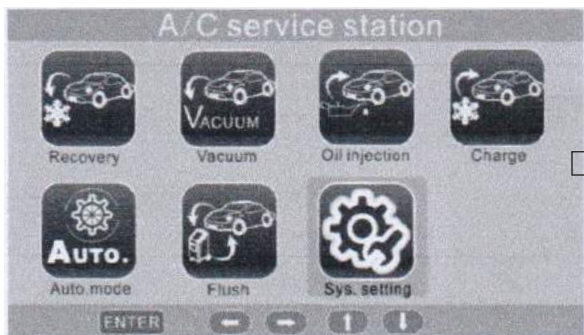 A/C service station
VACUUM
Recovery
Vacuum
Oil injection
Charge
AUTO.
Auto.mode
Flush
Sys. setting
ENTER